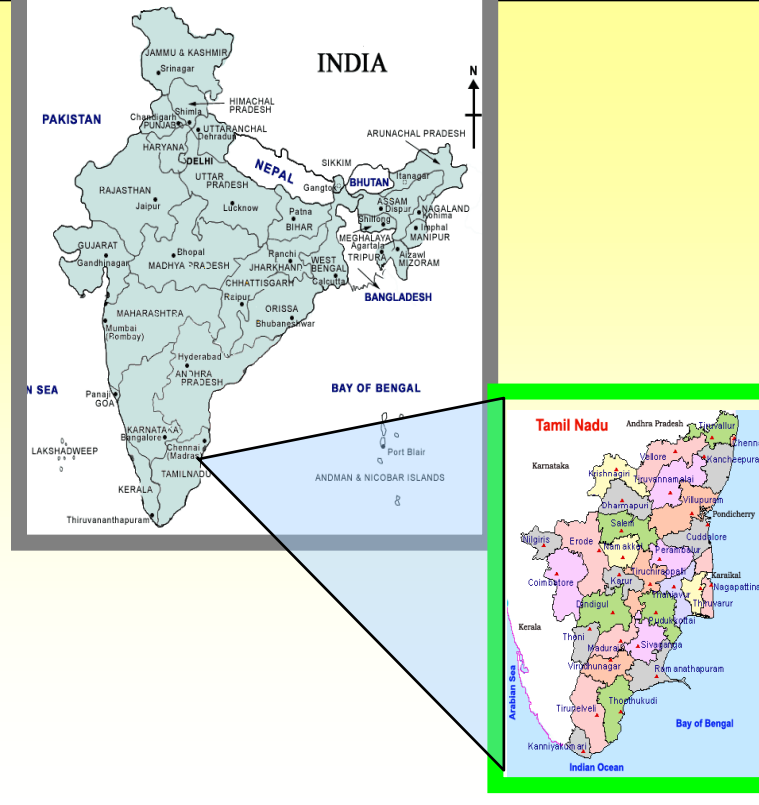 INDIA
N
JAMMU & KASHMIR
Srinagar
HIMACHAL
PRADESH
Shimla
Chandigarh
PUNJAB
PAKISTAN
UTTARANCHAL
Dehradun
ARUNACHAL PRADESH
HARYANA
DELHI
NEPAL
SIKKIM
Gangtok
BHUTAN
Itanagar
UTTAR
PRADESH
RAJASTHAN
Jaipur
Lucknow
ASSAM
Dispur
NAGALAND
Kohima
Patna
BIHAR
Shillong
Imphal
MANIPUR
MEGHALAYA
Agartala
TRIPURA
Aizawl
MIZORAM
GUJARAT
Gandhinagar
Bhopal
MADHYA PRADESH
Ranchi
JHARKHAND
WEST
BENGAL
Calcutta
CHHATTISGARH
Raipur
BANGLADESH
ORISSA
Bhubaneshwar
MAHARASHTRA
Mumbai
(Bombay)
Hyderabad
ANDHRA
PRADESH
N SEA
BAY OF BENGAL
Panaji
GOA
KARNATAKA
Bangalore
Chennai
(Madras
LAKSHADWEEP
Port Blair
TAMILNADU
ANDMAN & NICOBAR ISLANDS
KERALA
Thiruvananthapuram
Tamil Nadu
Andhra Pradesh
Tiruvallur
Chenn
Vellore
Kancheepura
Karnataka
Krishnagiri
Tiruvannamalai
Dharmapuri
Villupuram
Pondicherry
Salem
Cuddalore
Nilgiris
Erode
Namakkal
Perambalur
Coimbatore
Karur
Tiruchirappalli
Karaikal
Nagapattina
Thanjavur
Thiruvarur
Dindigul
Pudukkottai
Kerala
Theni
Madurai
Sivaganga
Virudhunagar
Ramanathapuram
Arabian Sea
Tirunelveli
Thoothukudi
Bay of Bengal
Kanniyakumari
Indian Ocean